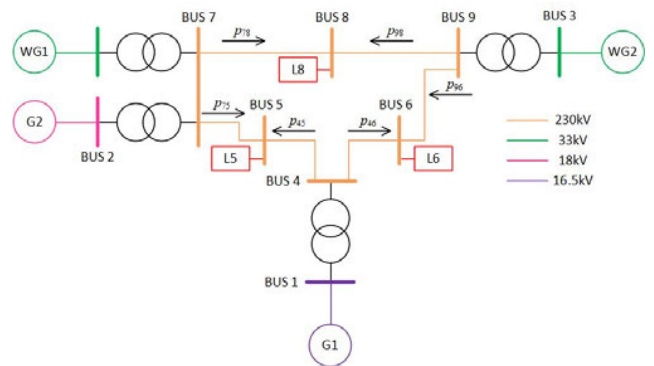 BUS 7
BUS 8
BUS 9
BUS 3
p78
p98
WG1
WG2
L8
p75
BUS 5
BUS 6
p96
G2
p45
p46
230kV
BUS 2
33kV
L5
L6
18kV
BUS 4
16.5kV
BUS 1
G1